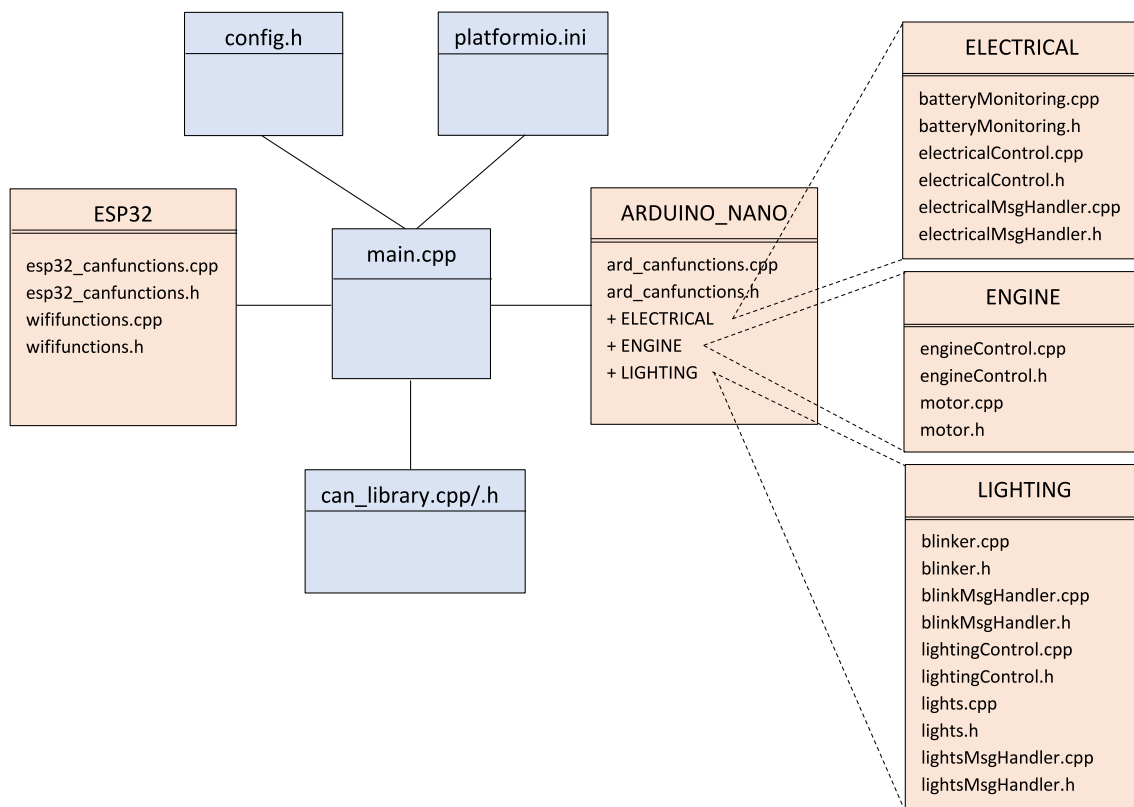 config.h
platformio.ini
ESP32
esp32_canfunctions.cpp
esp32_canfunctions.h
wififunctions.cpp
wififunctions.h
main.cpp
can_library.cpp/.h
ARDUINO_NANO
ard_canfunctions.cpp
ard_canfunctions.h
+ ELECTRICAL
+ ENGINE
+ LIGHTING
ELECTRICAL
batteryMonitoring.cpp
batteryMonitoring.h
electricalControl.cpp
electricalControl.h
electricalMsgHandler.cpp
electricalMsgHandler.h
ENGINE
engineControl.cpp
engineControl.h
motor.cpp
motor.h
LIGHTING
blinker.cpp
blinker.h
blinkMsgHandler.cpp
blinkMsgHandler.h
lightingControl.cpp
lightingControl.h
lights.cpp
lights.h
lightsMsgHandler.cpp
lightsMsgHandler.h